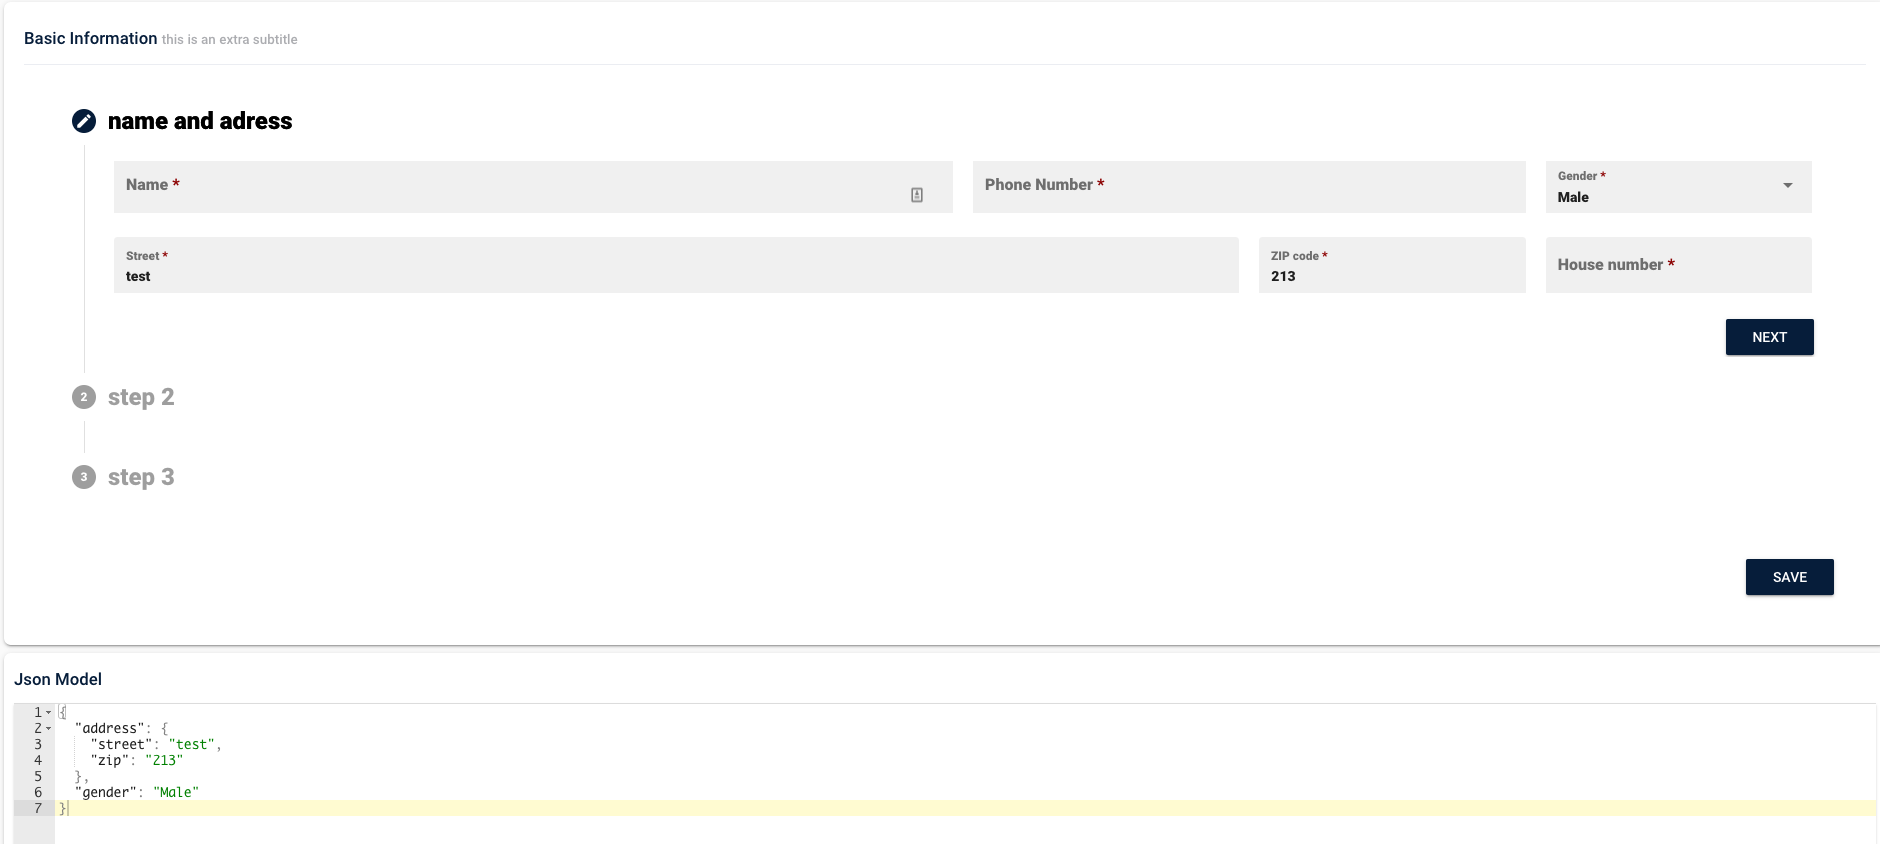 Basic Information this is an extra subtitle
name and adress
Name *
Phone Number *
Gender *
Male
Street *
test
ZIP code *
213
House number *
NEXT
2 step 2
3 step 3
SAVE
Json Model
1 {
2 "address": {
3 "street": "test",
4 "zip": "213"
5 },
6 "gender": "Male"
7 }